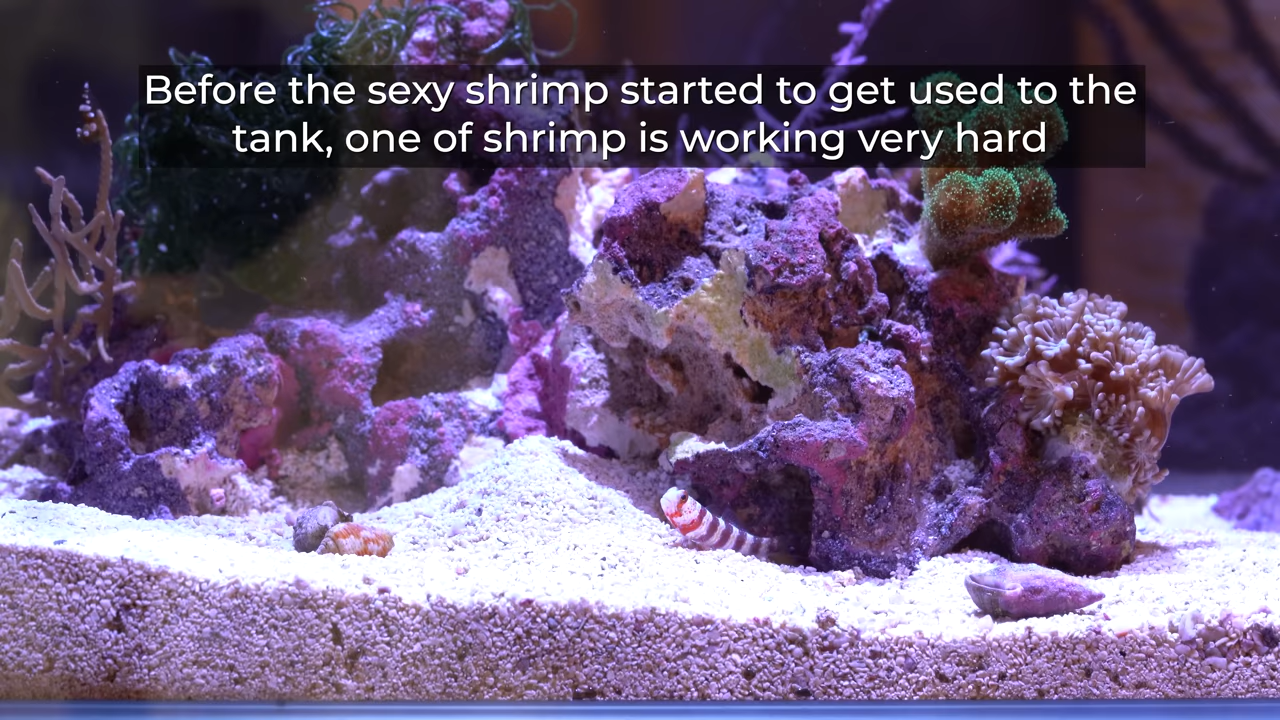 Before the sexy shrimp started to get used to the
tank, one of shrimp is working very hard